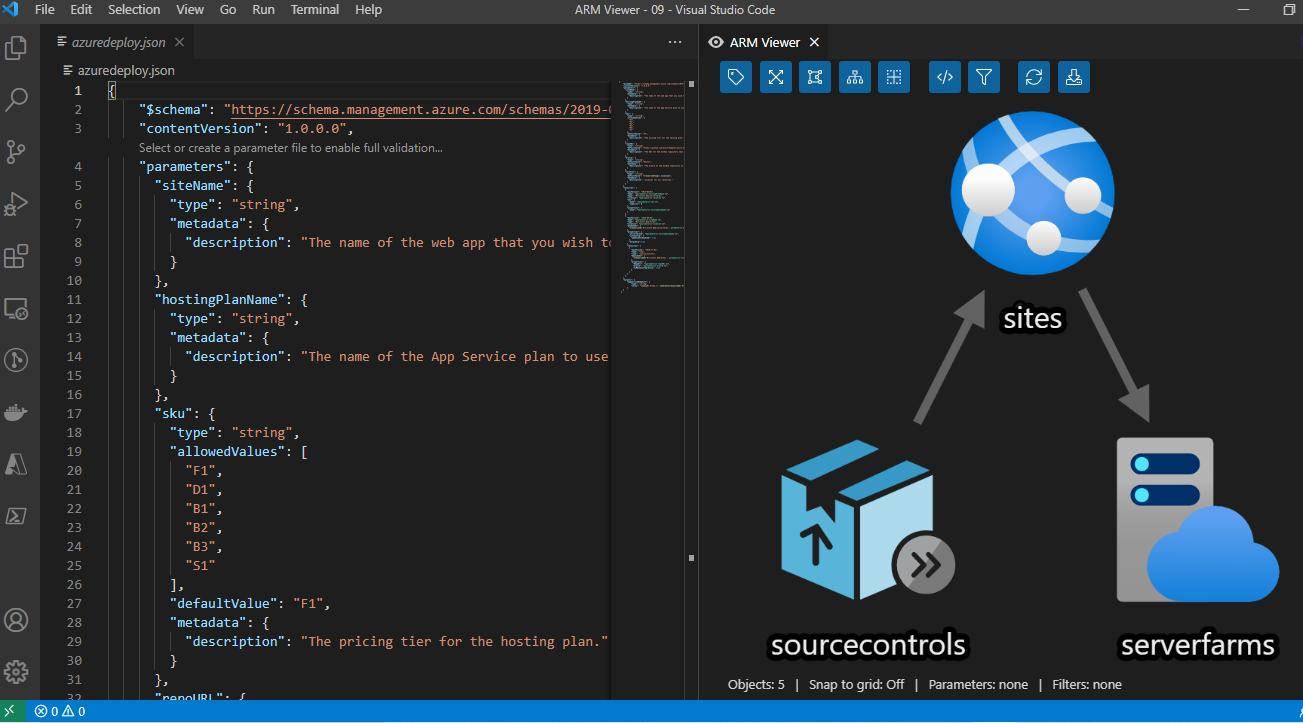 File Edit Selection View Go Run Terminal Help ARM Viewer - 09 - Visual Studio Code
azuredeploy.json
ARM Viewer
azuredeploy.json
1 {
2 "$schema": "https://schema.management.azure.com/schemas/2019-
3 "contentVersion": "1.0.0.0",
Select or create a parameter file to enable full validation...
4 "parameters": {
5 "siteName": {
6 "type": "string",
7 "metadata": {
8 "description": "The name of the web app that you wish to
9 }
10 },
11 "hostingPlanName": {
12 "type": "string",
13 "metadata": {
14 "description": "The name of the App Service plan to use
15 }
16 },
17 "sku": {
18 "type": "string",
19 "allowedValues": [
20 "F1",
21 "D1",
22 "B1",
23 "B2",
24 "B3",
25 "S1"
26 ],
27 "defaultValue": "F1",
28 "metadata": {
29 "description": "The pricing tier for the hosting plan."
30 }
31 },
32 "repoURL": {
sites
sourcecontrols
serverfarms
Objects: 5 | Snap to grid: Off | Parameters: none | Filters: none
0 0